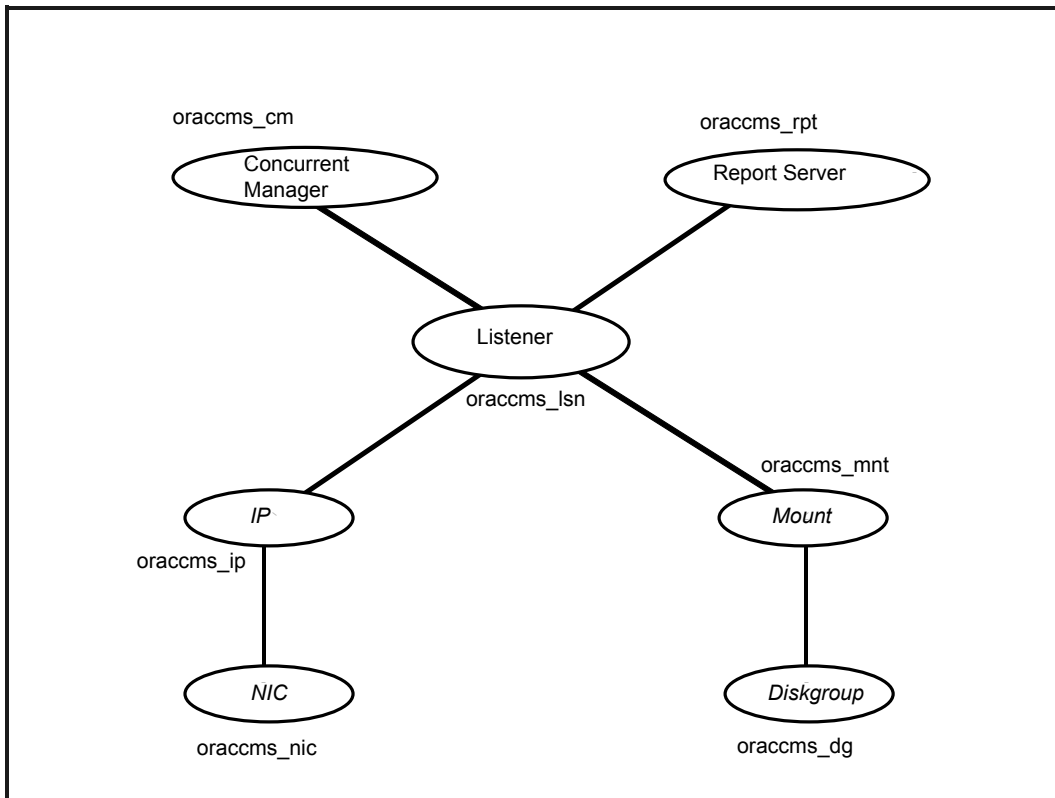 oraccms_cm
Concurrent
Manager
oraccms_rpt
Report Server
Listener
oraccms_lsn
IP
oraccms_ip
oraccms_mnt
Mount
NIC
oraccms_nic
Diskgroup
oraccms_dg